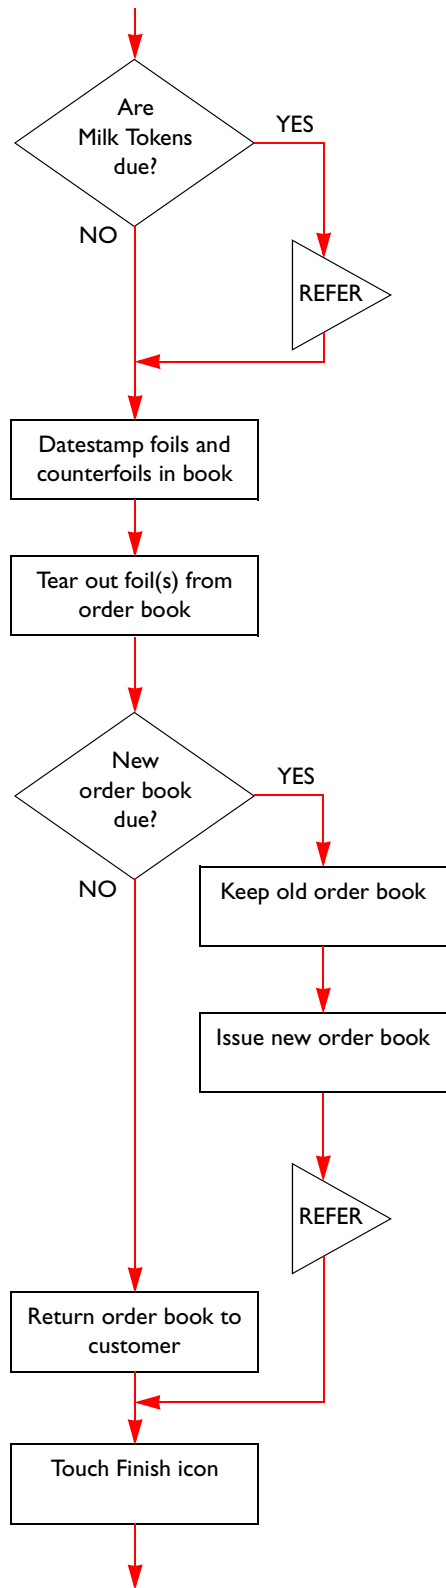 Are
Milk Tokens
due?
YES
NO
REFER
Datestamp foils and
counterfoils in book
Tear out foil(s) from
order book
New
order book
due?
YES
NO
Keep old order book
Issue new order book
REFER
Return order book to
customer
Touch Finish icon